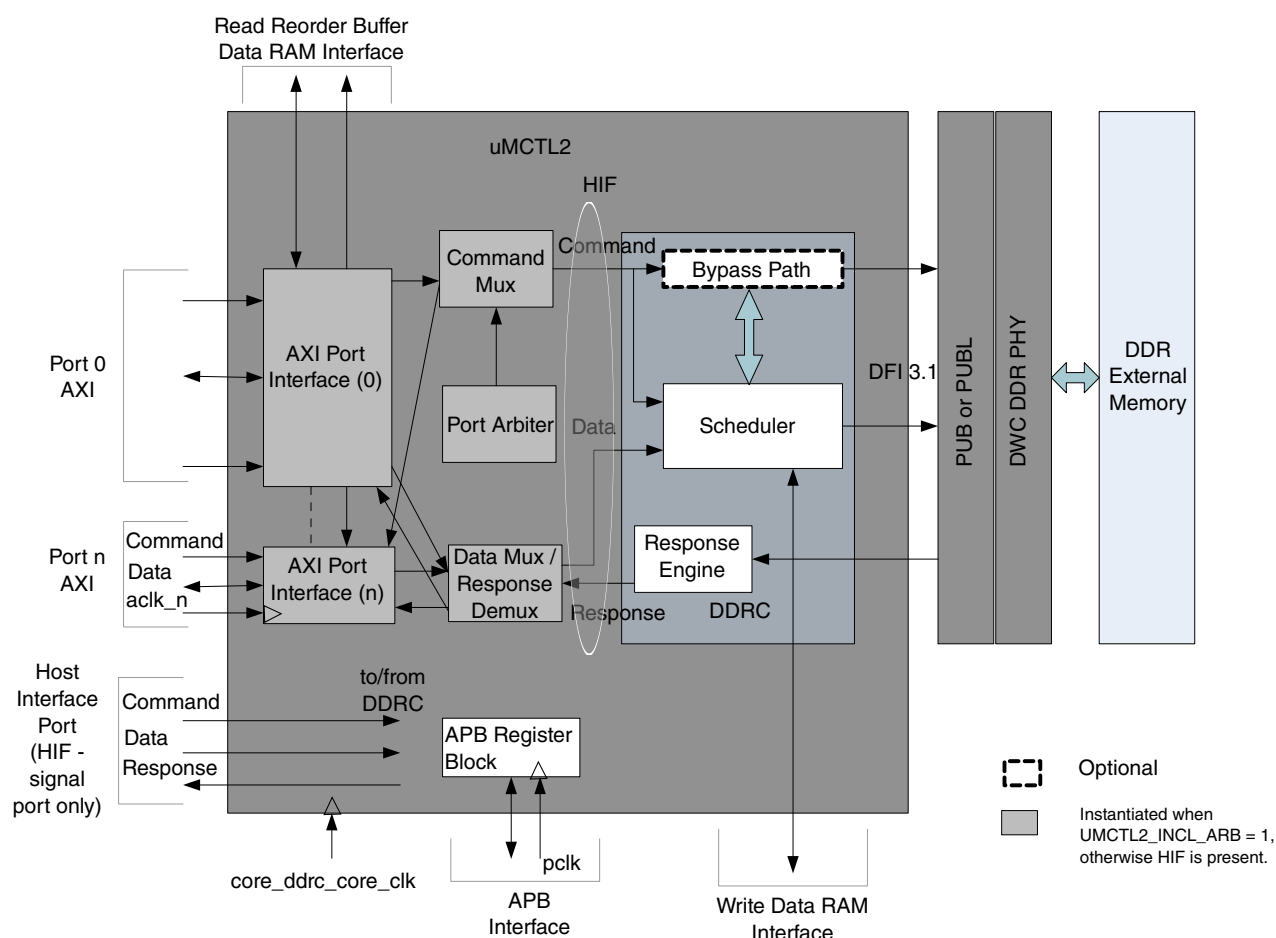 Read Reorder Buffer
Data RAM Interface
uMCTL2
HIF
Command
Mux
Command
Bypass Path
Port 0
AXI
AXI Port
Interface (0)
Port Arbiter
Data
Scheduler
DFI 3.1
PUB or PUBL
DWC DDR PHY
DDR
External
Memory
Port n
AXI
Command
Data
aclk_n
AXI Port
Interface (n)
Data Mux /
Response
Demux
Response
Response
Engine
DDRC
Host
Interface
Port
(HIF -
signal
port only)
Command
Data
Response
to/from
DDRC
APB Register
Block
core_ddrc_core_clk
pclk
APB
Interface
Write Data RAM
Interface
Optional
Instantiated when
UMCTL2_INCL_ARB = 1,
otherwise HIF is present.